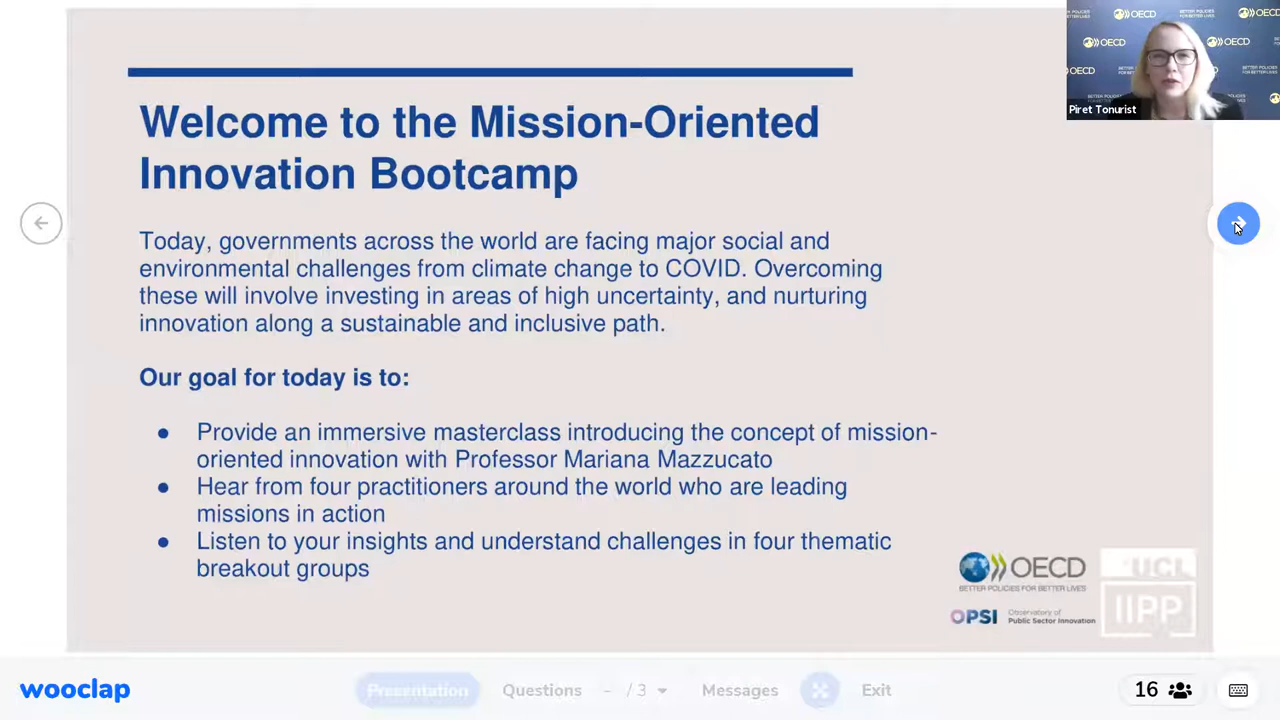 Welcome to the Mission-Oriented
Innovation Bootcamp
Today, governments across the world are facing major social and
environmental challenges from climate change to COVID. Overcoming
these will involve investing in areas of high uncertainty, and nurturing
innovation along a sustainable and inclusive path.
Our goal for today is to:
● Provide an immersive masterclass introducing the concept of mission-
oriented innovation with Professor Mariana Mazzucato
● Hear from four practitioners around the world who are leading
missions in action
● Listen to your insights and understand challenges in four thematic
breakout groups
OECD
BETTER POLICIES FOR BETTER LIVES
OPSI
Observatory of
Public Sector Innovation
UCL
IIPP
OECD
OECD
OECD
OECD
OECD
Piret Tonurist
wooclap
Presentation
Questions - / 3
Messages
Exit
16